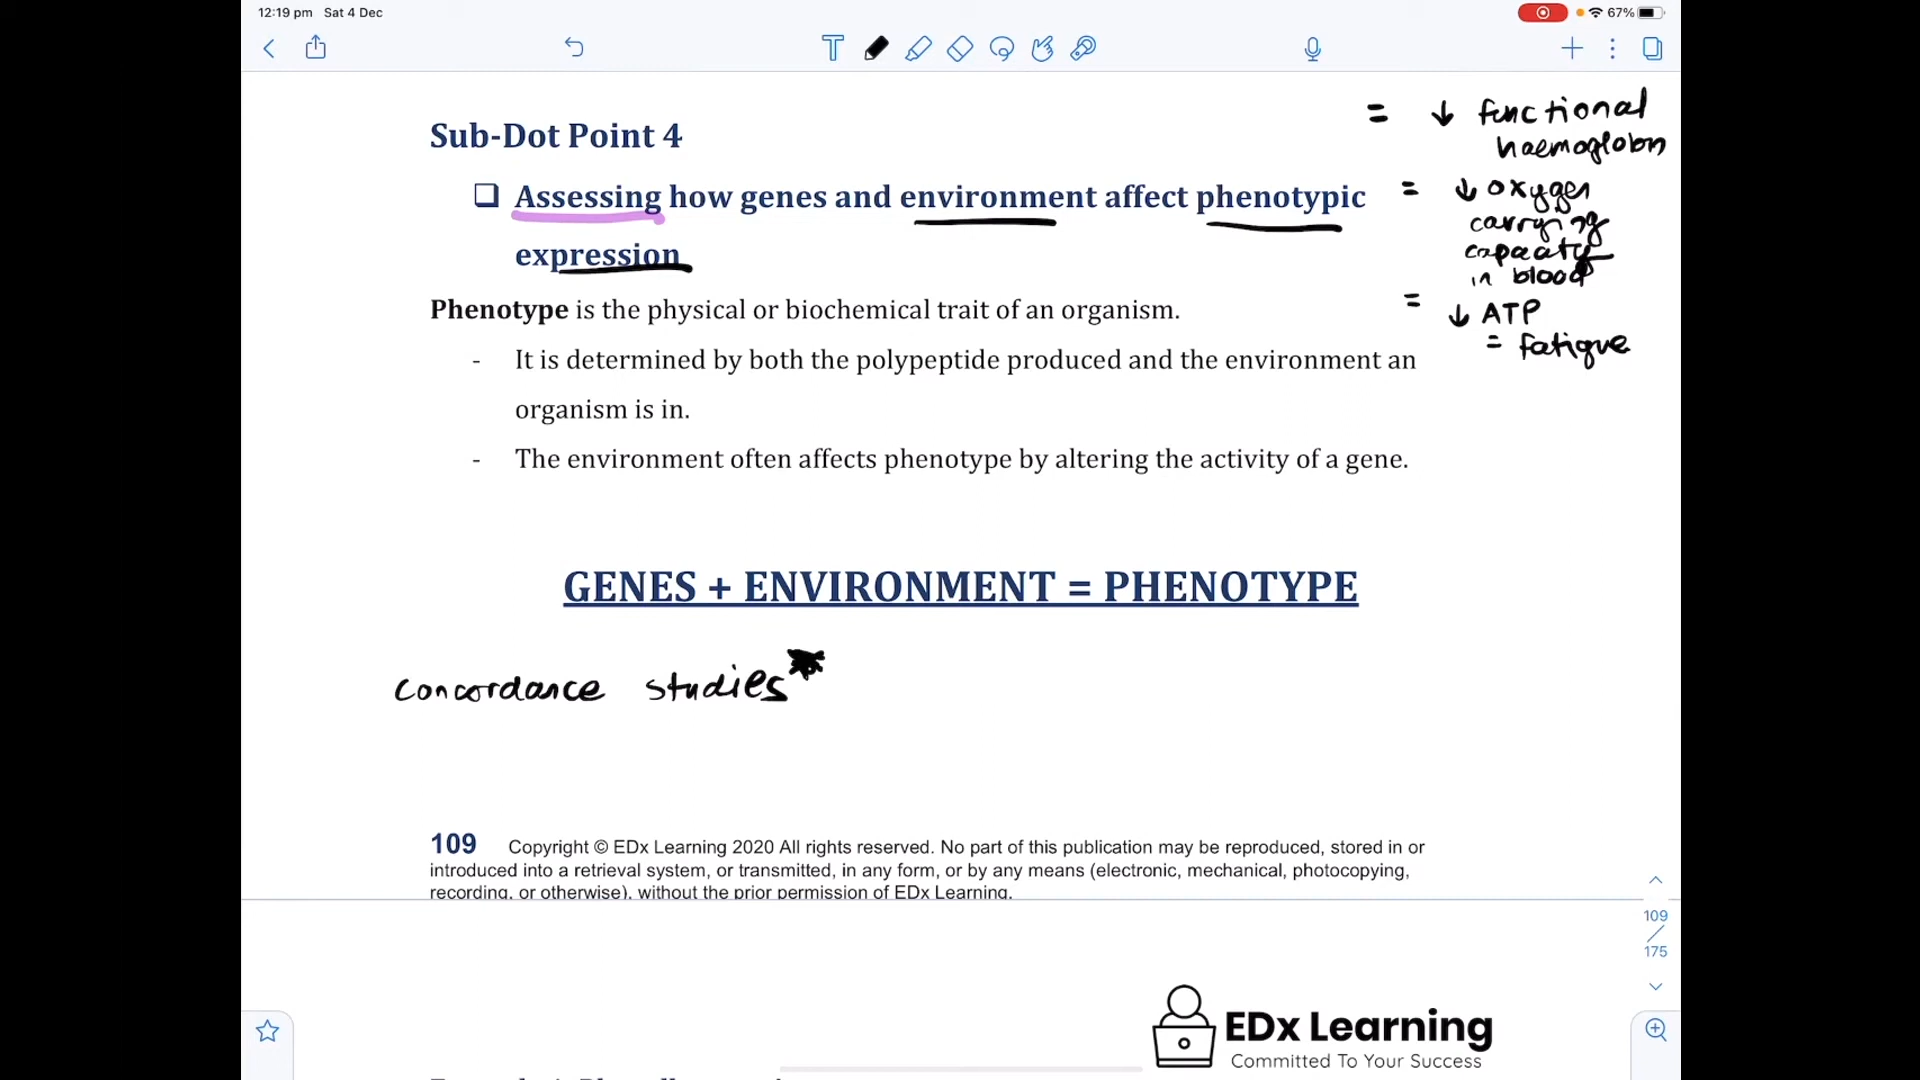 12:19 pm Sat 4 Dec
67%
Sub-Dot Point 4
❑ Assessing how genes and environment affect phenotypic
expression
Phenotype is the physical or biochemical trait of an organism.
- It is determined by both the polypeptide produced and the environment an
organism is in.
- The environment often affects phenotype by altering the activity of a gene.
= ↓ functional
haemoglobin
= ↓ oxygen
carrying
capacity
in blood
= ↓ ATP
= fatigue
GENES + ENVIRONMENT = PHENOTYPE
concordance studies*
109 Copyright © EDx Learning 2020 All rights reserved. No part of this publication may be reproduced, stored in or
introduced into a retrieval system, or transmitted, in any form, or by any means (electronic, mechanical, photocopying,
recording, or otherwise), without the prior permission of EDx Learning.
109
/
175
EDx Learning
Committed To Your Success